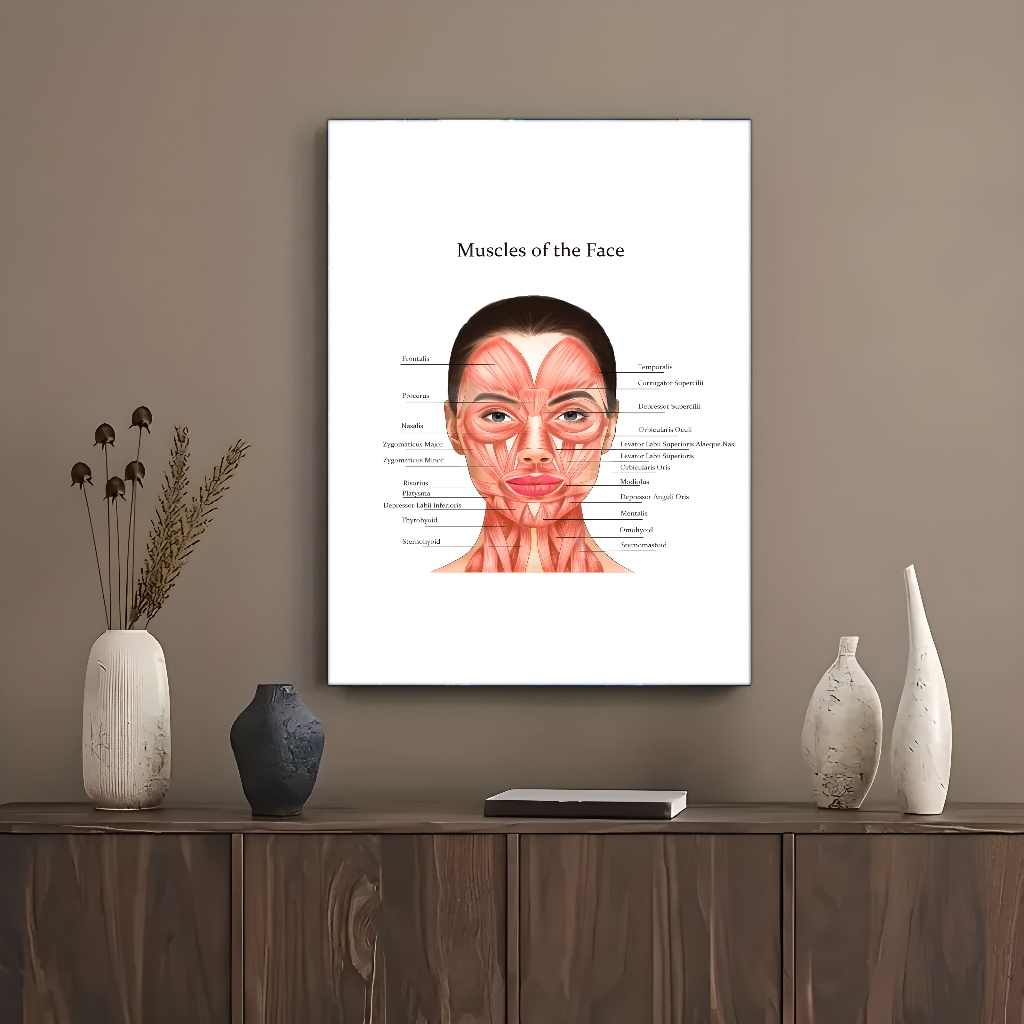 Muscles of the Face
Frontalis
Procerus
Nasalis
Zygomaticus Major
Zygomaticus Minor
Risorius
Platysma
Depressor Labii Inferioris
Thyrohyoid
Sternohyoid
Temporalis
Corrugator Supercilii
Depressor Supercilii
Orbicularis Oculi
Levator Labii Superioris Alaeque Nasi
Levator Labii Superioris
Orbicularis Oris
Modiolus
Depressor Anguli Oris
Mentalis
Omohyoid
Sternomastoid